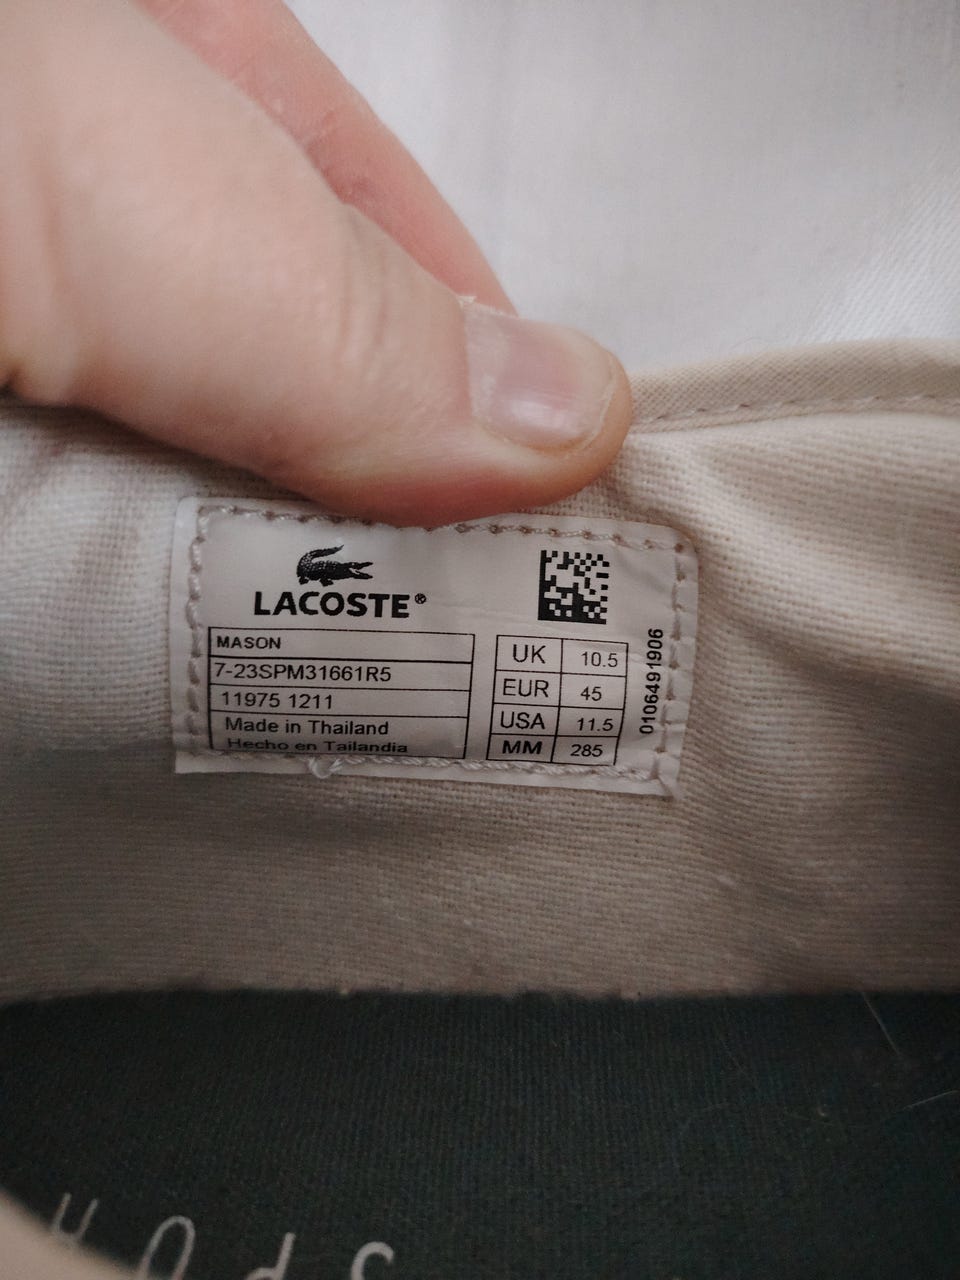 LACOSTE®
MASON
7-23SPM31661R5
11975 1211
Made in Thailand
Hecho en Tailandia
UK 10.5
EUR 45
USA 11.5
MM 285
0106491906